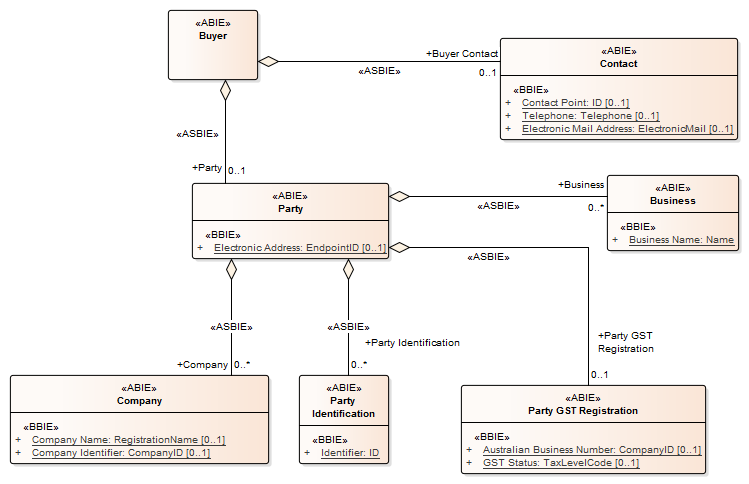 «ABIE»
Buyer
+Buyer Contact
«ASBIE»
0..1
«ABIE»
Contact
«BBIE»
+ Contact Point: ID [0..1]
+ Telephone: Telephone [0..1]
+ Electronic Mail Address: ElectronicMail [0..1]
«ASBIE»
+Party
0..1
«ABIE»
Party
«BBIE»
+ Electronic Address: EndpointID [0..1]
+Business
«ASBIE»
0..*
«ABIE»
Business
«BBIE»
+ Business Name: Name
«ASBIE»
+Party GST
Registration
0..1
«ASBIE»
+Company
0..*
«ASBIE»
+Party Identification
0..*
«ABIE»
Company
«BBIE»
+ Company Name: RegistrationName [0..1]
+ Company Identifier: CompanyID [0..1]
«ABIE»
Party
Identification
«BBIE»
+ Identifier: ID
«ABIE»
Party GST Registration
«BBIE»
+ Australian Business Number: CompanyID [0..1]
+ GST Status: TaxLevelCode [0..1]